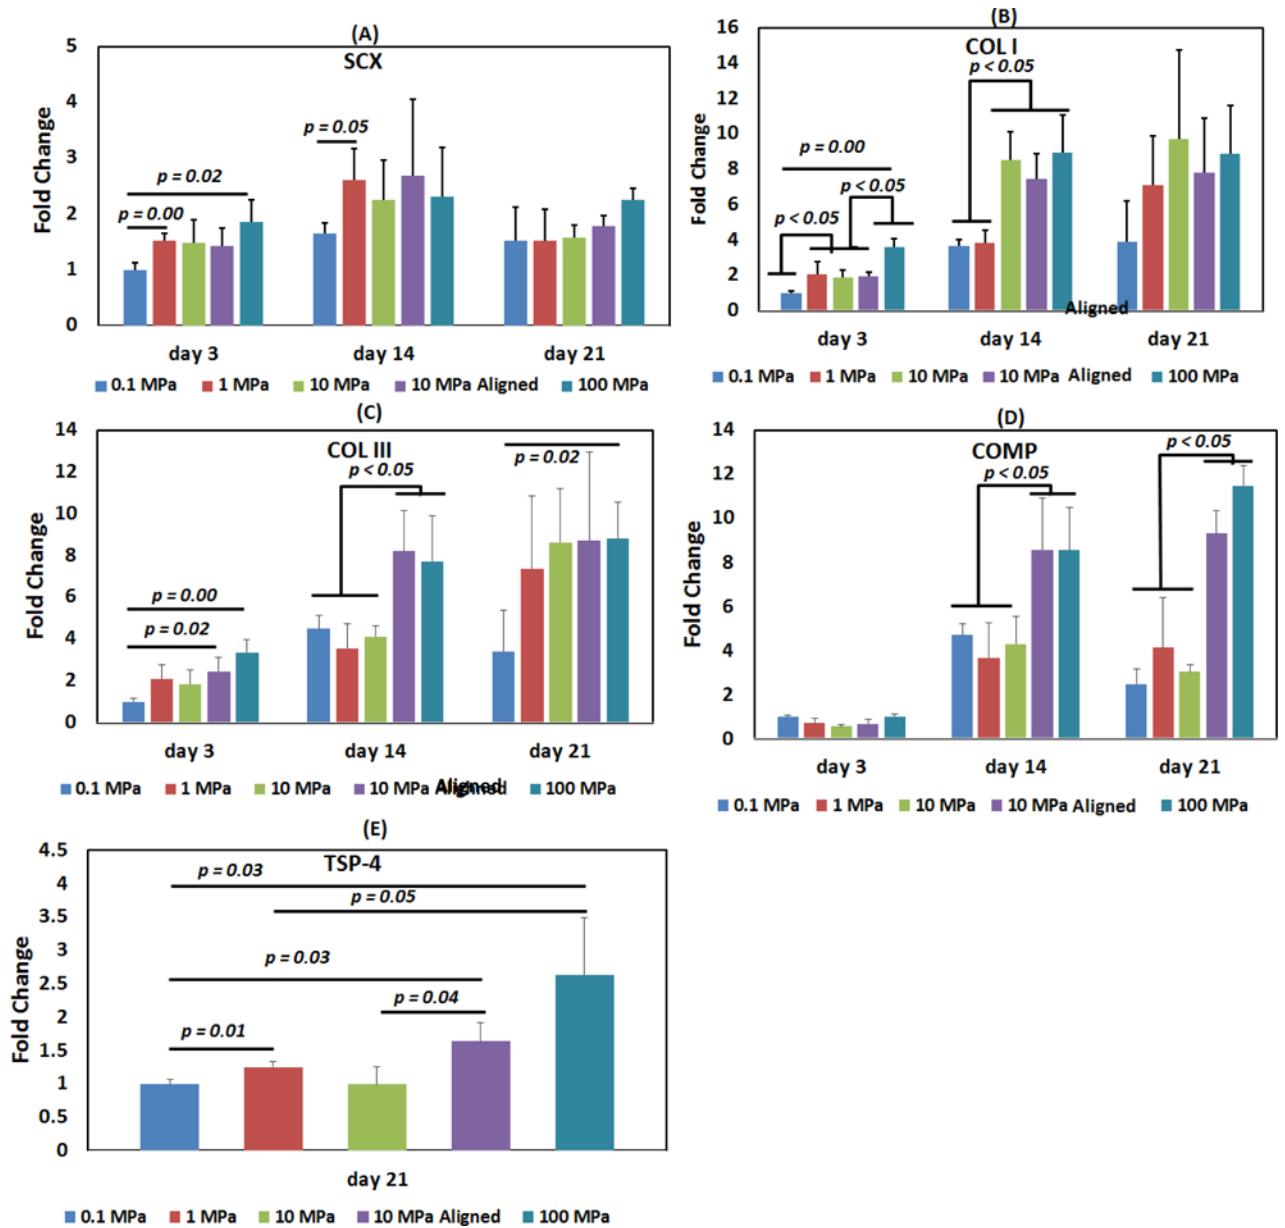 (A)
SCX
5
4
3
2
1
0
Fold Change
p = 0.02
p = 0.00
p = 0.05
day 3 day 14 day 21
0.1 MPa 1 MPa 10 MPa 10 MPa Aligned 100 MPa
(B)
COL I
16
14
12
10
8
6
4
2
0
Fold Change
p < 0.05
p = 0.00
p < 0.05
p < 0.05
Aligned
day 3 day 14 day 21
0.1 MPa 1 MPa 10 MPa 10 MPa Aligned 100 MPa
(C)
COL III
14
12
10
8
6
4
2
0
Fold Change
p < 0.05
p = 0.02
p = 0.00
p = 0.02
day 3 day 14 day 21
0.1 MPa 1 MPa 10 MPa 10 MPa Aligned 100 MPa
(D)
COMP
14
12
10
8
6
4
2
0
Fold Change
p < 0.05
p < 0.05
day 3 day 14 day 21
0.1 MPa 1 MPa 10 MPa 10 MPa Aligned 100 MPa
(E)
TSP-4
4.5
4
3.5
3
2.5
2
1.5
1
0.5
0
Fold Change
p = 0.03
p = 0.05
p = 0.03
p = 0.04
p = 0.01
day 21
0.1 MPa 1 MPa 10 MPa 10 MPa Aligned 100 MPa